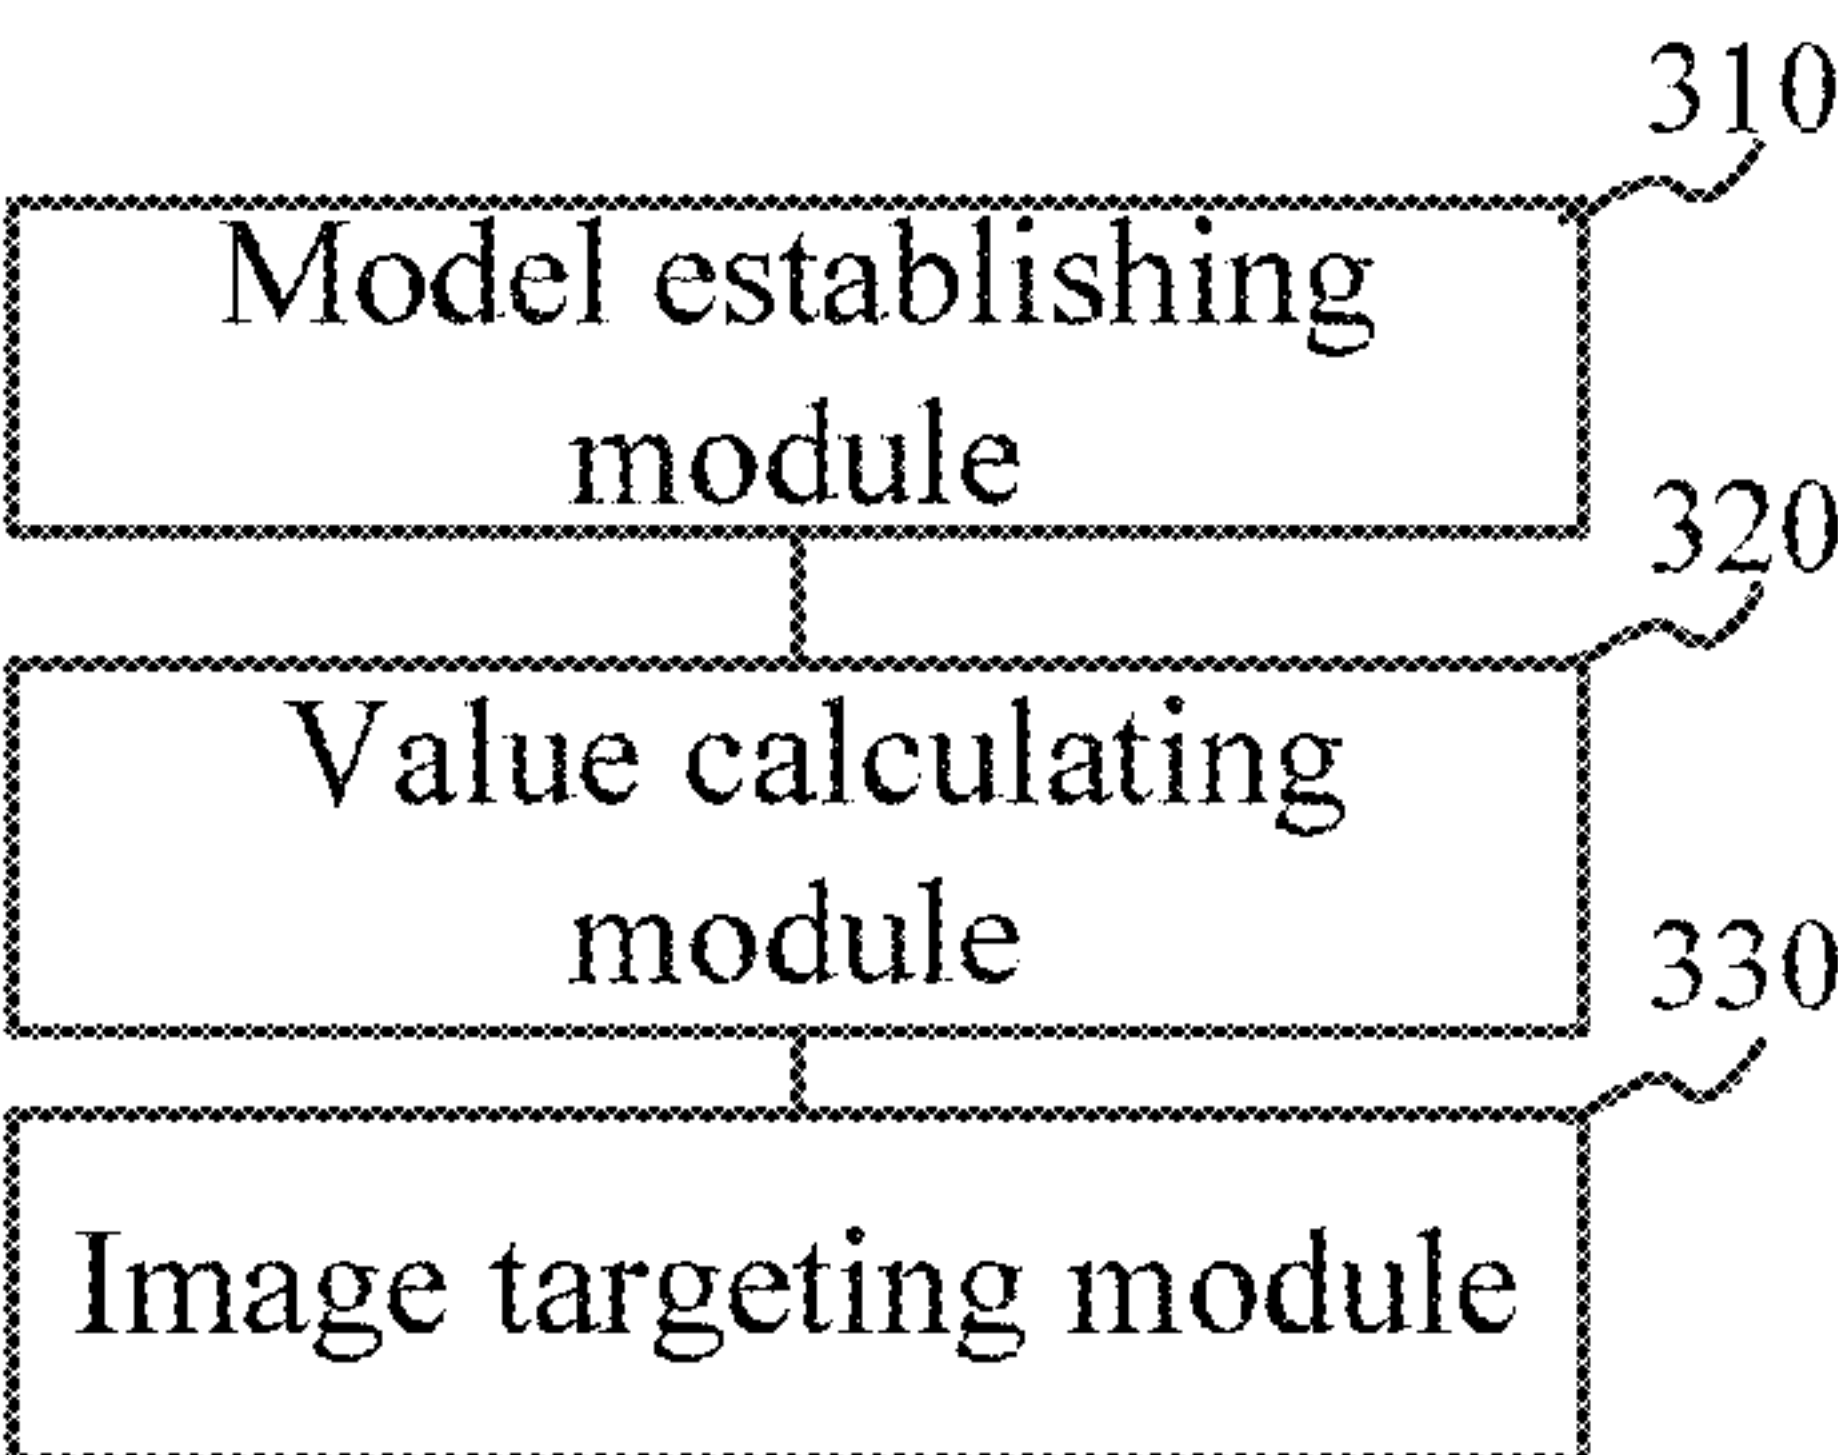 310
Model establishing
module
320
Value calculating
module
330
Image targeting module